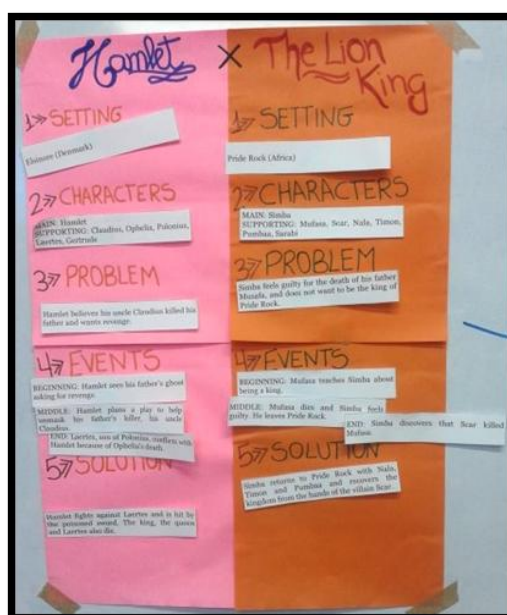 Hamlet X The Lion King
1 SETTING
Elsinore (Denmark)
2 CHARACTERS
MAIN: Hamlet
SUPPORTING: Claudius, Ophelia, Polonius,
Laertes, Gertrude
3 PROBLEM
Hamlet believes his uncle Claudius killed his
father and wants revenge.
4 EVENTS
BEGINNING: Hamlet sees his father's ghost
asking for revenge.
MIDDLE: Hamlet plans a play to help
unmask his father's killer, his uncle
Claudius.
END: Laertes, son of Polonius,
Hamlet because of Ophelia's death.
5 SOLUTION
Hamlet fights against Laertes and is hit by
the poisoned sword. The king, the queen
and Laertes also die.
1 SETTING
Pride Rock (Africa)
2 CHARACTERS
MAIN: Simba
SUPPORTING: Mufasa, Scar, Nala, Timon,
Pumbaa, Sarabi
3 PROBLEM
Simba feels guilty for the death of his father
Mufasa, and does not want to be the king of
Pride Rock.
4 EVENTS
BEGINNING: Mufasa teaches Simba about
being a king.
MIDDLE: Mufasa dies and Simba feels
guilty. He leaves Pride Rock.
END: Simba discovers that Scar killed
Mufasa.
5 SOLUTION
Simba returns to Pride Rock with Nala,
Timon and Pumbaa and recovers the
kingdom from the hands of the villain Scar.